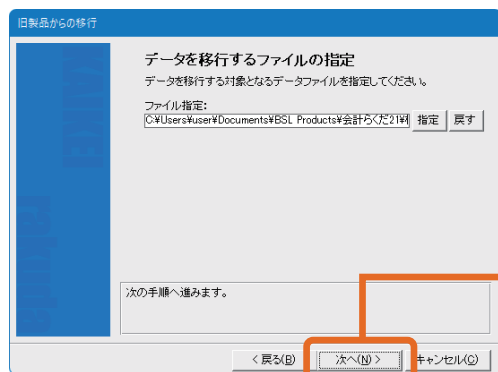 旧製品からの移行
KAIKEI
rakuda
データを移行するファイルの指定
データを移行する対象となるデータファイルを指定してください。
ファイル指定:
C:¥Users¥user¥Documents¥BSL Products¥会計らくだ21¥
指定
戻す
次の手順へ進みます。
< 戻る(B)
次へ(N) >
キャンセル(C)